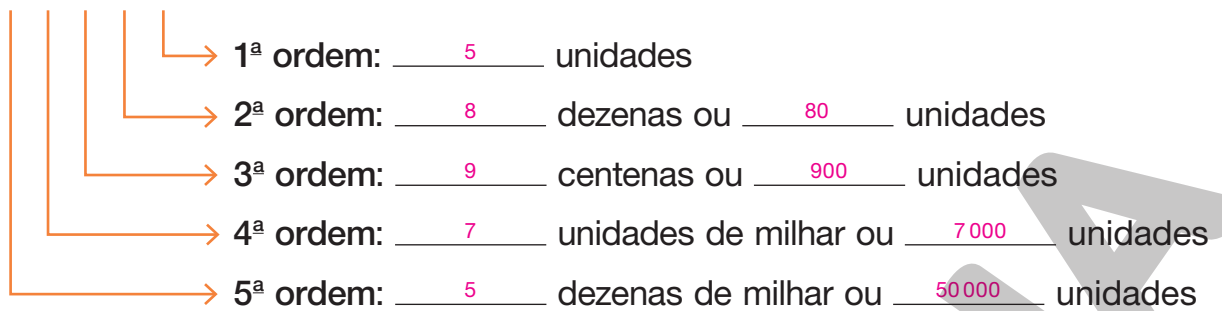 1ª ordem: 5 unidades
2ª ordem: 8 dezenas ou 80 unidades
3ª ordem: 9 centenas ou 900 unidades
4ª ordem: 7 unidades de milhar ou 7 000 unidades
5ª ordem: 5 dezenas de milhar ou 50 000 unidades